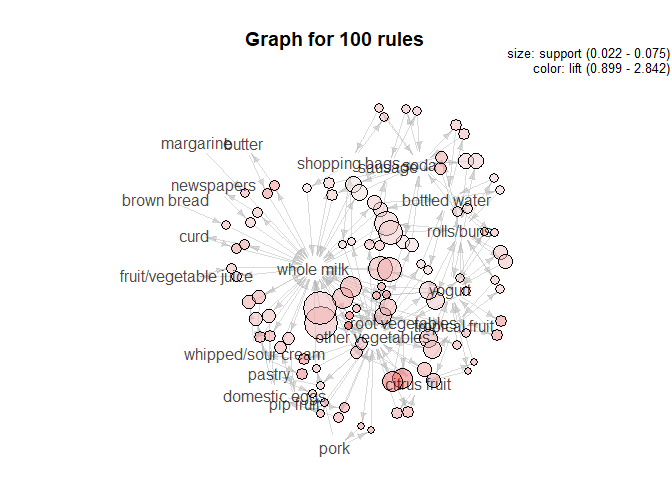 Graph for 100 rules
size: support (0.022 - 0.075)
color: lift (0.899 - 2.842)
margarine
butter
shopping bags
soda
sausage
newspapers
brown bread
bottled water
curd
rolls/buns
whole milk
fruit/vegetable juice
yogurt
root vegetables
tropical fruit
other vegetables
whipped/sour cream
pastry
citrus fruit
domestic eggs
pip fruit
pork